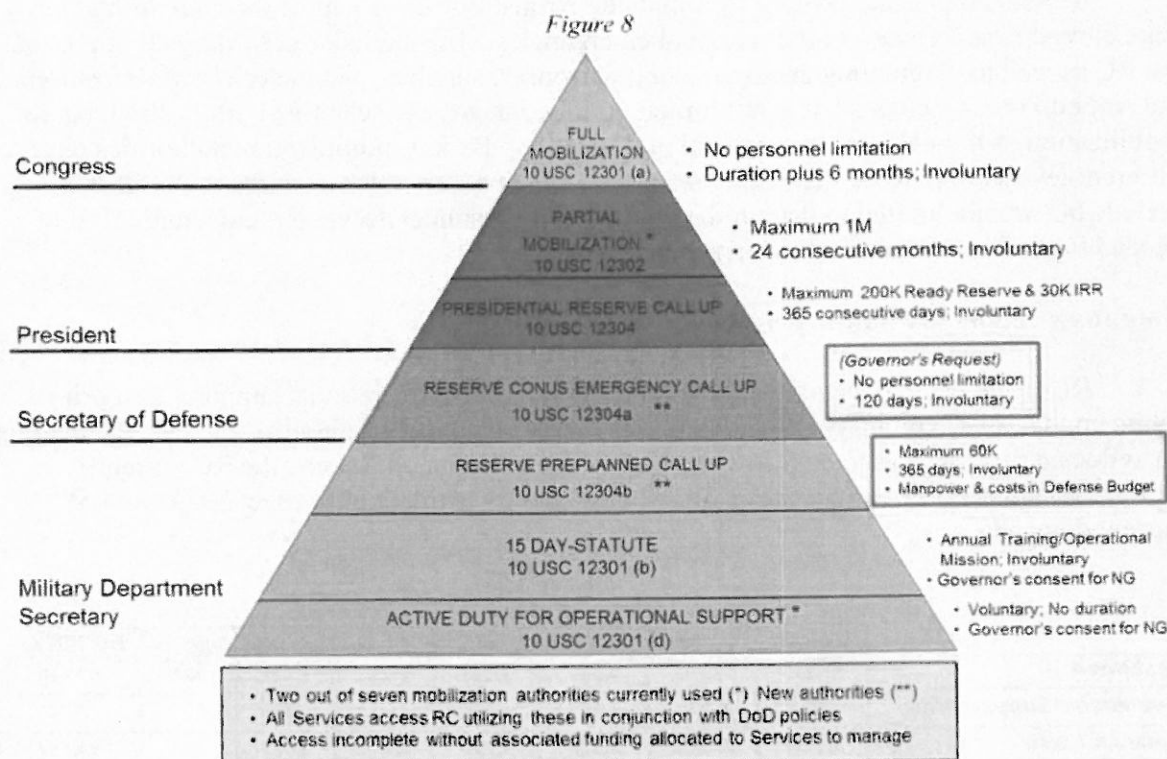 Figure 8
FULL
MOBILIZATION
10 USC 12301 (a)
Congress
• No personnel limitation
• Duration plus 6 months; Involuntary
PARTIAL
MOBILIZATION *
10 USC 12302
• Maximum 1M
• 24 consecutive months; Involuntary
PRESIDENTIAL RESERVE CALL UP
10 USC 12304
• Maximum 200K Ready Reserve & 30K IRR
• 365 consecutive days; Involuntary
President
RESERVE CONUS EMERGENCY CALL UP
10 USC 12304a **
(Governor's Request)
• No personnel limitation
• 120 days; Involuntary
Secretary of Defense
RESERVE PREPLANNED CALL UP
10 USC 12304b **
• Maximum 60K
• 365 days; Involuntary
• Manpower & costs in Defense Budget
15 DAY-STATUTE
10 USC 12301 (b)
• Annual Training/Operational
Mission; Involuntary
• Governor's consent for NG
Military Department
Secretary
ACTIVE DUTY FOR OPERATIONAL SUPPORT *
10 USC 12301 (d)
• Voluntary; No duration
• Governor's consent for NG
• Two out of seven mobilization authorities currently used (*) New authorities (**)
• All Services access RC utilizing these in conjunction with DoD policies
• Access incomplete without associated funding allocated to Services to manage